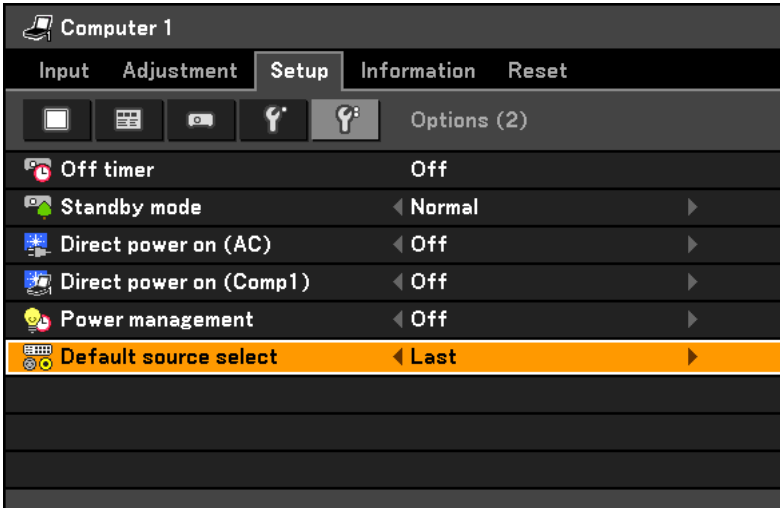 Computer 1
Input Adjustment Setup Information Reset
Options (2)
Off timer Off
Standby mode Normal
Direct power on (AC) Off
Direct power on (Comp1) Off
Power management Off
Default source select Last